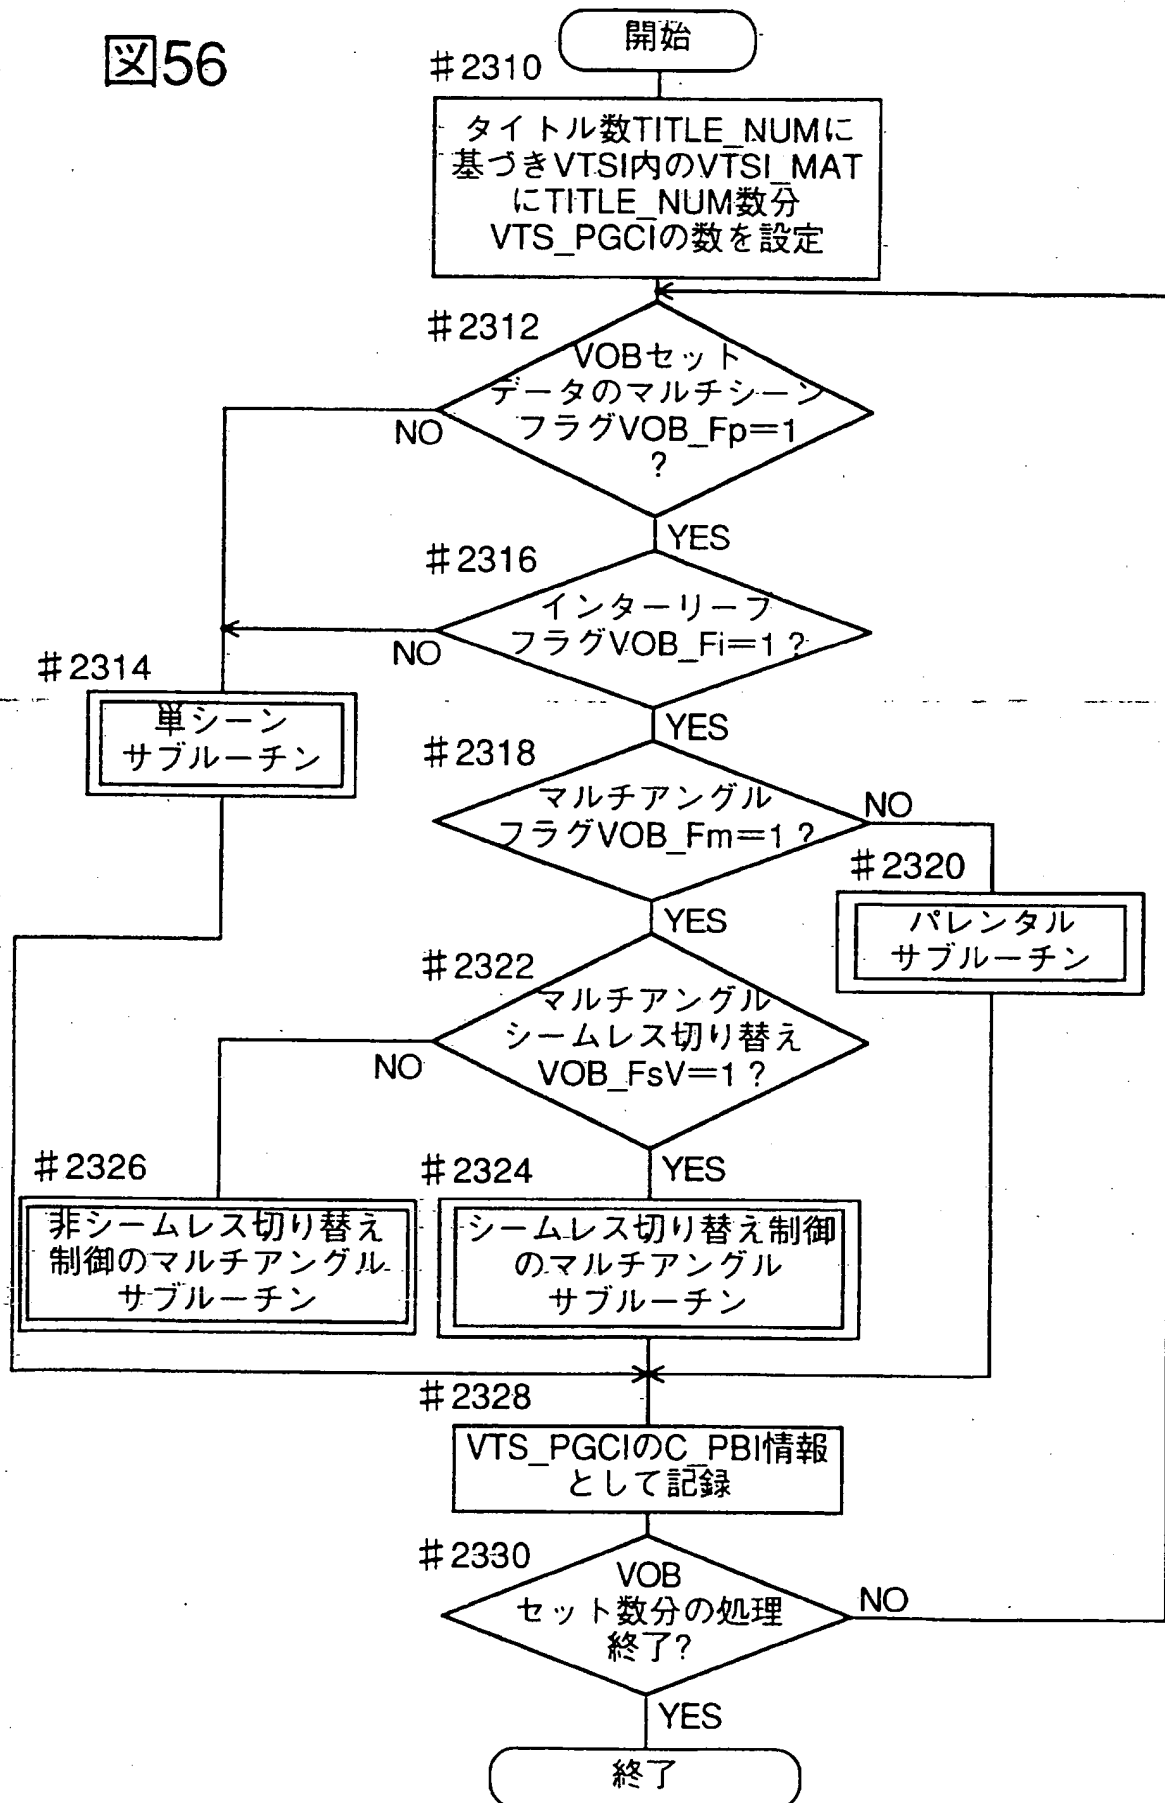 図56
開始
#2310
タイトル数TITLE_NUMに
基づきVTSI内のVTSI_MAT
にTITLE_NUM数分
VTS_PGCIの数を設定
#2312
VOBセット
データのマルチシーン
フラグVOB_Fp=1
?
NO
YES
#2316
インターリーフ
フラグVOB_Fi=1?
NO
YES
#2314
単シーン
サブルーチン
#2318
マルチアングル
フラグVOB_Fm=1?
NO
YES
#2320
パレンタル
サブルーチン
#2322
マルチアングル
シームレス切り替え
VOB_FsV=1?
NO
YES
#2326
非シームレス切り替え
制御のマルチアングル
サブルーチン
#2324
シームレス切り替え制御
のマルチアングル
サブルーチン
#2328
VTS_PGCIのC_PBI情報
として記録
#2330
VOB
セット数分の処理
終了?
NO
YES
終了